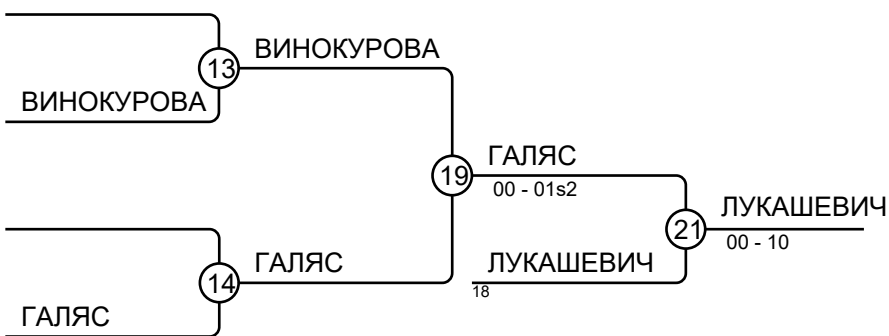 ВИНОКУРОВА
13
ВИНОКУРОВА
ГАЛЯС
19
00 - 01s2
ЛУКАШЕВИЧ
21
00 - 10
ГАЛЯС
ЛУКАШЕВИЧ
14
18
ГАЛЯС